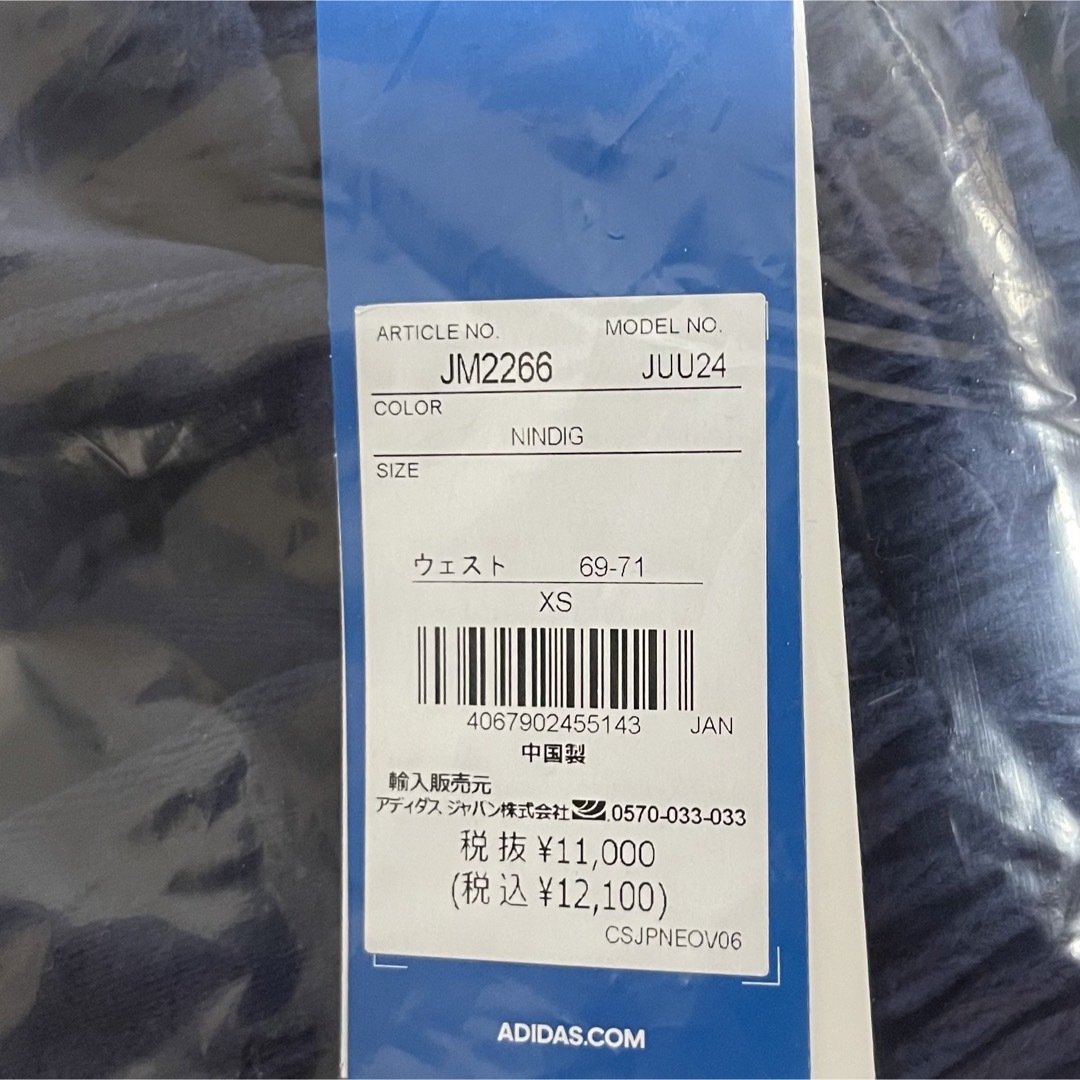 ARTICLE NO. MODEL NO.
JM2266 JUU24
COLOR
NINDIG
SIZE
ウェスト 69-71
XS
4067902455143 JAN
中国製
輸入販売元
アディダス ジャパン株式会社 .0570-033-033
税 抜 ¥11,000
(税 込 ¥12,100)
CSJPNEOV06
ADIDAS.COM